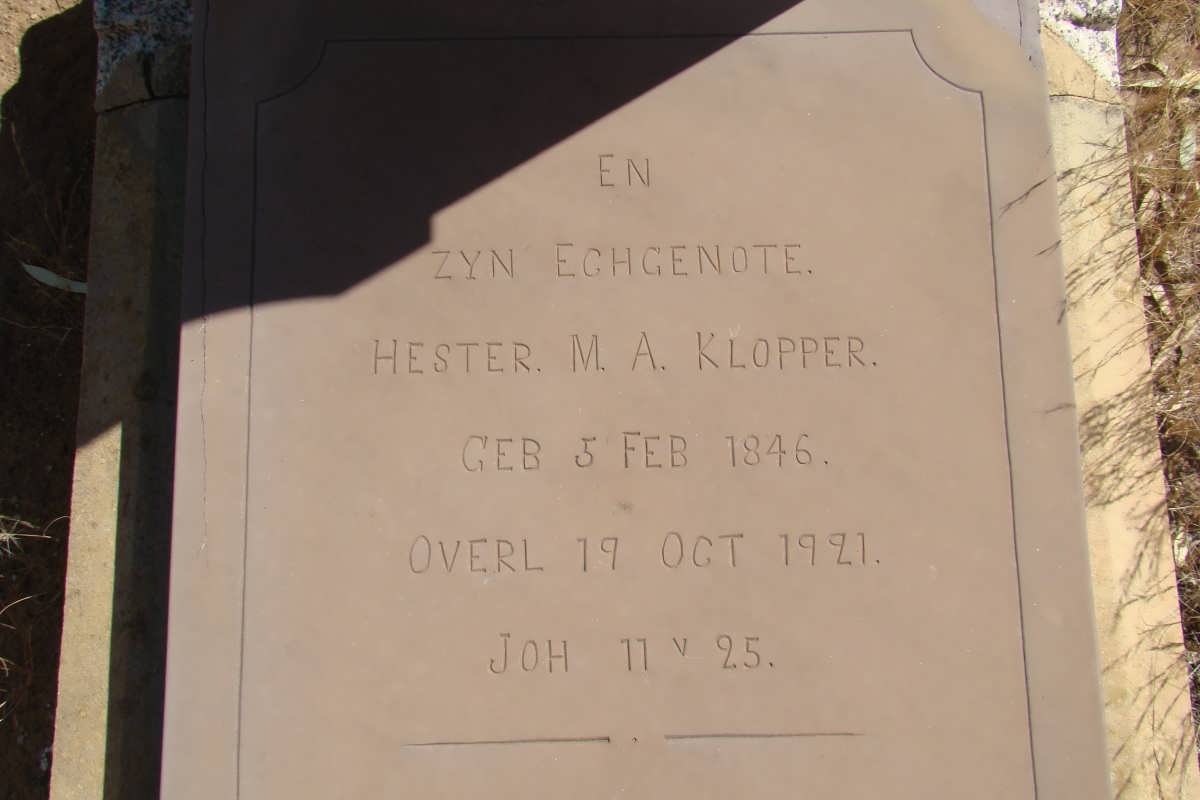 EN
ZYN ECHGENOTE.
HESTER. M. A. KLOPPER.
GEB 5 FEB 1846.
OVERL 19 OCT 1921.
JOH 11 V 25.